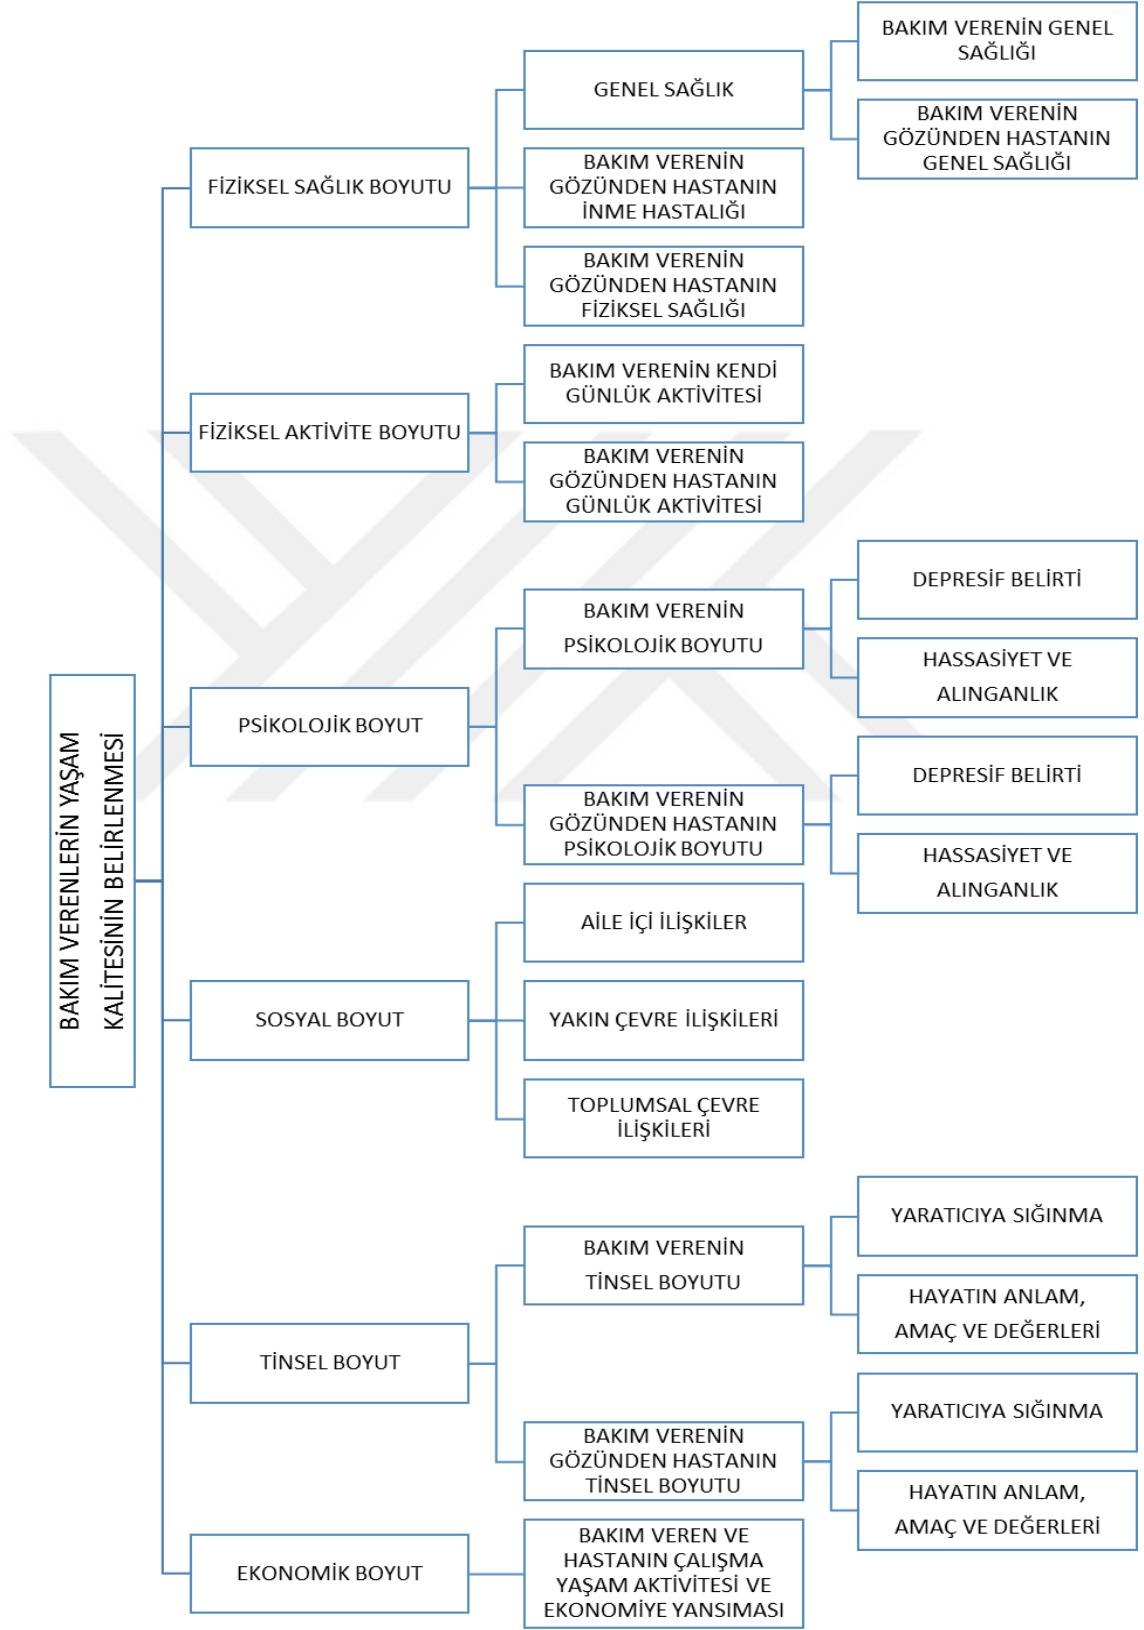 BAKIM VERENLERİN YAŞAM
KALİTESİNİN BELİRLENMESİ
FİZİKSEL SAĞLIK BOYUTU
GENEL SAĞLIK
BAKIM VERENİN GENEL
SAĞLIĞI
BAKIM VERENİN
GÖZÜNDEN HASTANIN
GENEL SAĞLIĞI
BAKIM VERENİN
GÖZÜNDEN HASTANIN
İNME HASTALIĞI
BAKIM VERENİN
GÖZÜNDEN HASTANIN
FİZİKSEL SAĞLIĞI
FİZİKSEL AKTİVİTE BOYUTU
BAKIM VERENİN KENDİ
GÜNLÜK AKTİVİTESİ
BAKIM VERENİN
GÖZÜNDEN HASTANIN
GÜNLÜK AKTİVİTESİ
PSİKOLOJİK BOYUT
BAKIM VERENİN
PSİKOLOJİK BOYUTU
DEPRESİF BELİRTİ
HASSASİYET VE
ALINGANLIK
BAKIM VERENİN
GÖZÜNDEN HASTANIN
PSİKOLOJİK BOYUTU
DEPRESİF BELİRTİ
HASSASİYET VE
ALINGANLIK
SOSYAL BOYUT
AİLE İÇİ İLİŞKİLER
YAKIN ÇEVRE İLİŞKİLERİ
TOPLUMSAL ÇEVRE
İLİŞKİLERİ
TİNSEL BOYUT
BAKIM VERENİN
TİNSEL BOYUTU
YARATICIYA SIĞINMA
HAYATIN ANLAM,
AMAÇ VE DEĞERLERİ
BAKIM VERENİN
GÖZÜNDEN HASTANIN
TİNSEL BOYUTU
YARATICIYA SIĞINMA
HAYATIN ANLAM,
AMAÇ VE DEĞERLERİ
EKONOMİK BOYUT
BAKIM VEREN VE
HASTANIN ÇALIŞMA
YAŞAM AKTİVİTESİ VE
EKONOMİYE YANSIMASI